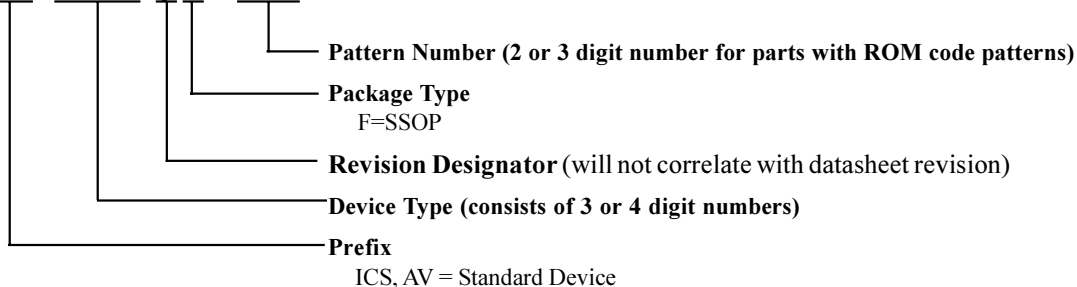 Pattern Number (2 or 3 digit number for parts with ROM code patterns)
Package Type
F=SSOP
Revision Designator (will not correlate with datasheet revision)
Device Type (consists of 3 or 4 digit numbers)
Prefix
ICS, AV = Standard Device